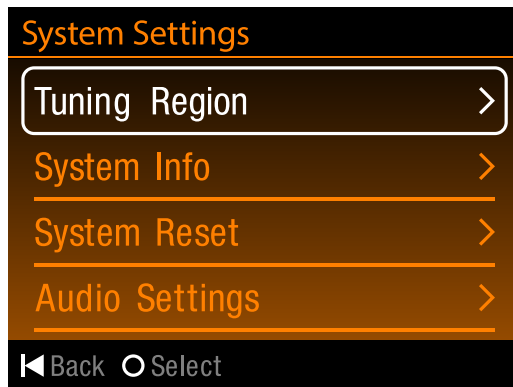 System Settings
Tuning Region
System Info
System Reset
Audio Settings
Back Select